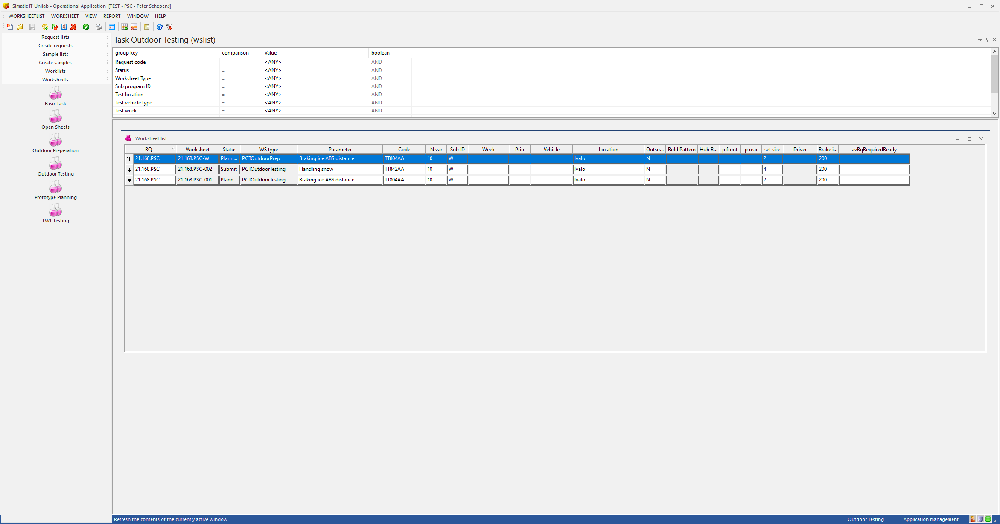 Simatic IT Unilab - Operational Application [TEST - PSC - Peter Schepens]
WORKSHEETLIST WORKSHEET VIEW REPORT WINDOW HELP
Request lists
Create requests
Sample lists
Create samples
Worklists
Worksheets
Basic Task
Open Sheets
Outdoor Preperation
Outdoor Testing
Prototype Planning
TWT Testing
Task Outdoor Testing (wslist)
group key comparison Value boolean
Request code = <ANY> AND
Status = <ANY> AND
Worksheet Type = <ANY> AND
Sub program ID = <ANY> AND
Test location = <ANY> AND
Test vehicle type = <ANY> AND
Test week = <ANY> AND
Worksheet list
RQ Worksheet Status WS type Parameter Code N var Sub ID Week Prio Vehicle Location Outso... Bold Pattern Hub B... p front p rear set size Driver Brake i... avRqRequiredReady
21.168.PSC 21.168.PSC-W Plann... PCTOutdoorPrep Braking ice ABS distance TT804AA 10 W Ivalo N 2 200
21.168.PSC 21.168.PSC-002 Submit PCTOutdoorTesting Handling snow TT842AA 10 W Ivalo N 4 200
21.168.PSC 21.168.PSC-001 Plann... PCTOutdoorTesting Braking ice ABS distance TT804AA 10 W Ivalo N 2 200
Refresh the contents of the currently active window Outdoor Testing Application management